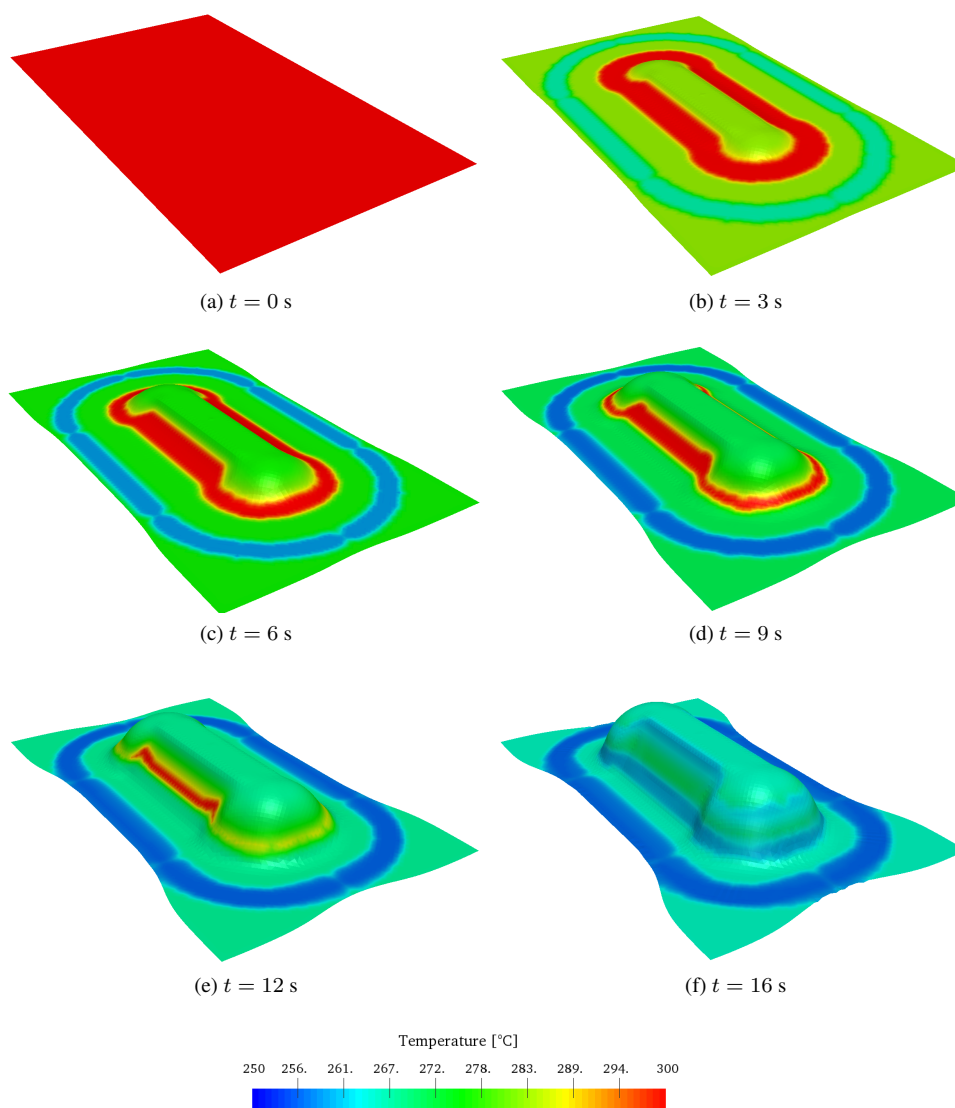 (a) t = 0 s
(b) t = 3 s
(c) t = 6 s
(d) t = 9 s
(e) t = 12 s
(f) t = 16 s
Temperature [°C]
250 256. 261. 267. 272. 278. 283. 289. 294. 300